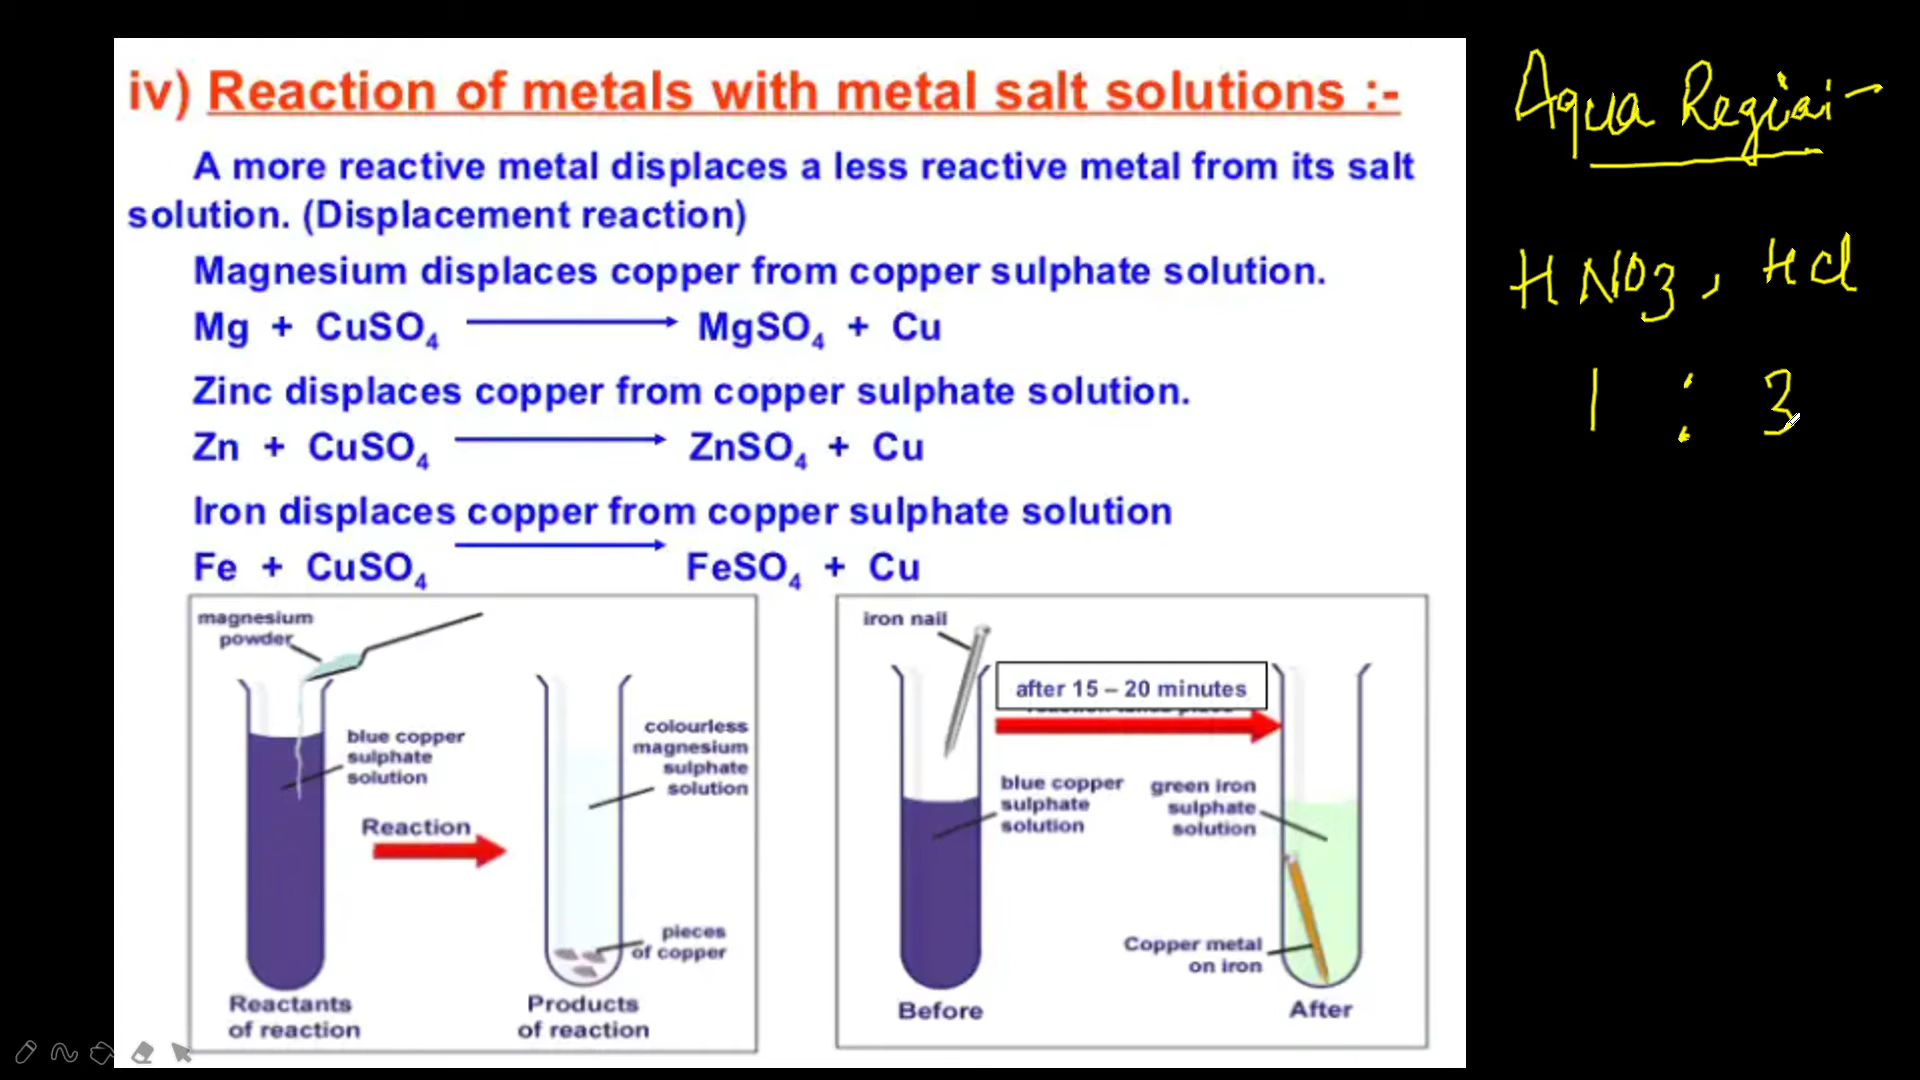 iv) Reaction of metals with metal salt solutions :-
A more reactive metal displaces a less reactive metal from its salt
solution. (Displacement reaction)
Magnesium displaces copper from copper sulphate solution.
Mg + CuSO₄ ⟶ MgSO₄ + Cu
Zinc displaces copper from copper sulphate solution.
Zn + CuSO₄ ⟶ ZnSO₄ + Cu
Iron displaces copper from copper sulphate solution
Fe + CuSO₄ ⟶ FeSO₄ + Cu
magnesium
powder
blue copper
sulphate
solution
Reaction
colourless
magnesium
sulphate
solution
pieces
of copper
Reactants
of reaction
Products
of reaction
iron nail
after 15 – 20 minutes
blue copper
sulphate
solution
green iron
sulphate
solution
Copper metal
on iron
Before
After
Aqua Regia:-
HNO3, HCl
1 : 3